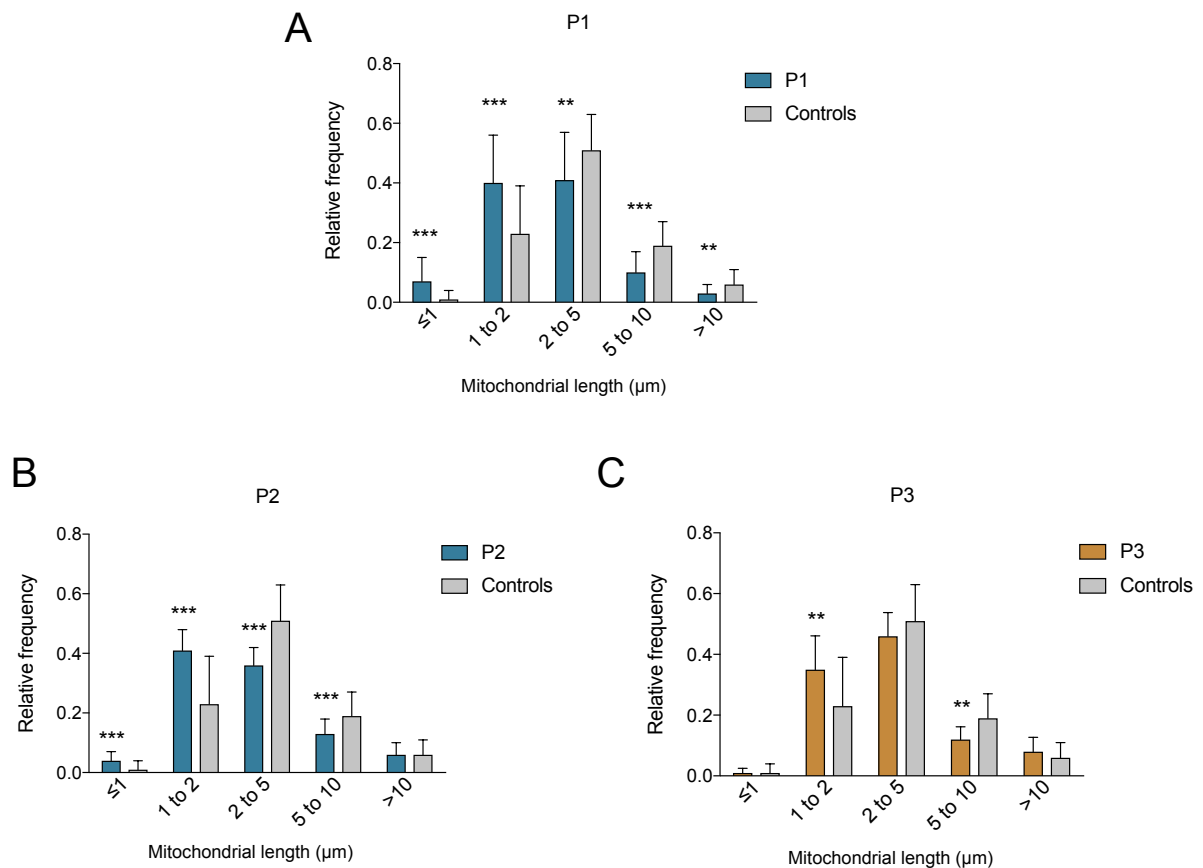 A
P1
0.8
0.6
0.4
0.2
0.0
Relative frequency
***
***
**
***
**
P1
Controls
≤1
1 to 2
2 to 5
5 to 10
>10
Mitochondrial length (µm)
B
P2
0.8
0.6
0.4
0.2
0.0
Relative frequency
***
***
***
***
P2
Controls
≤1
1 to 2
2 to 5
5 to 10
>10
Mitochondrial length (µm)
C
P3
0.8
0.6
0.4
0.2
0.0
Relative frequency
**
**
P3
Controls
≤1
1 to 2
2 to 5
5 to 10
>10
Mitochondrial length (µm)